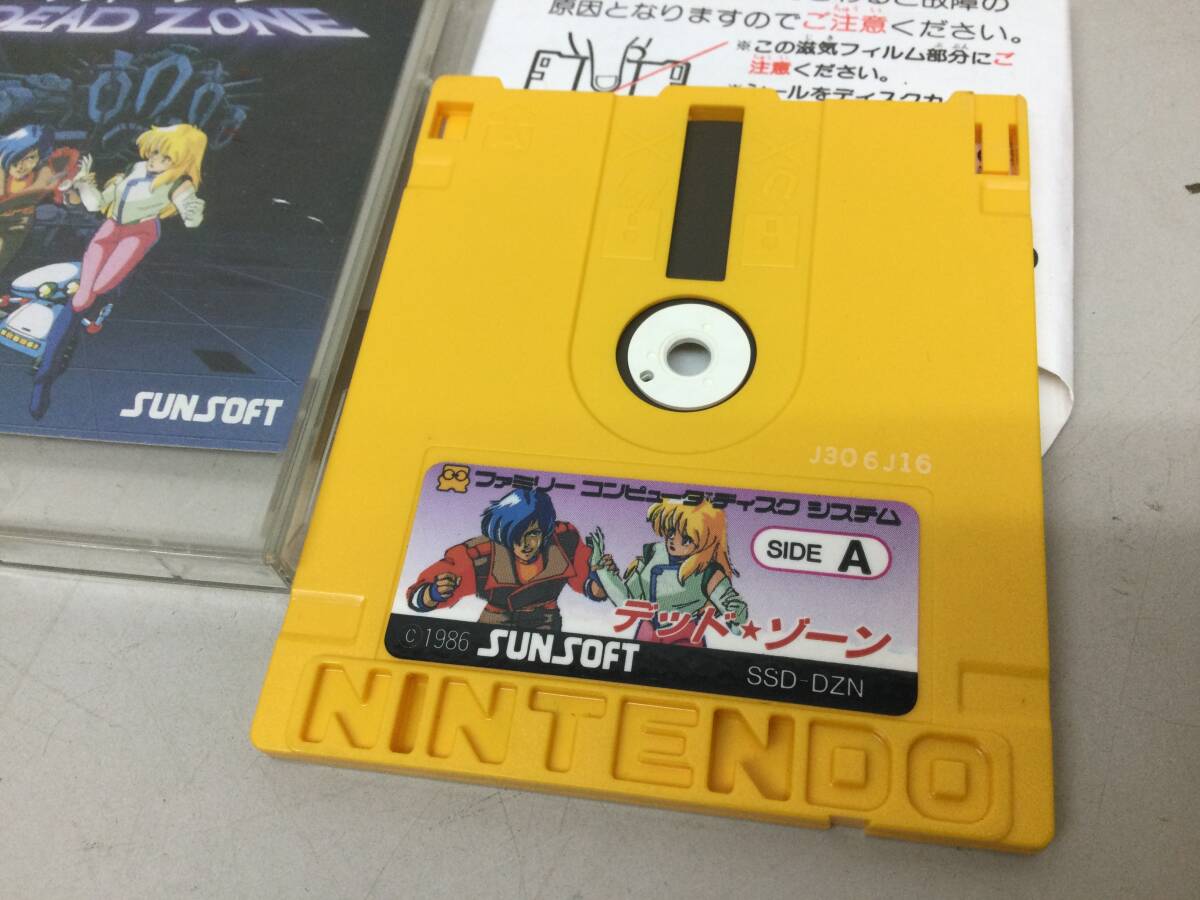 DEAD ZONE
SUNSOFT
原因となりますのでご注意ください。
※この滋気フィルム部分にご
注意ください。
J306J16
ファミリー コンピュータ ディスク システム
SIDE A
デッド★ゾーン
©1986 SUNSOFT
SSD-DZN
NINTENDO